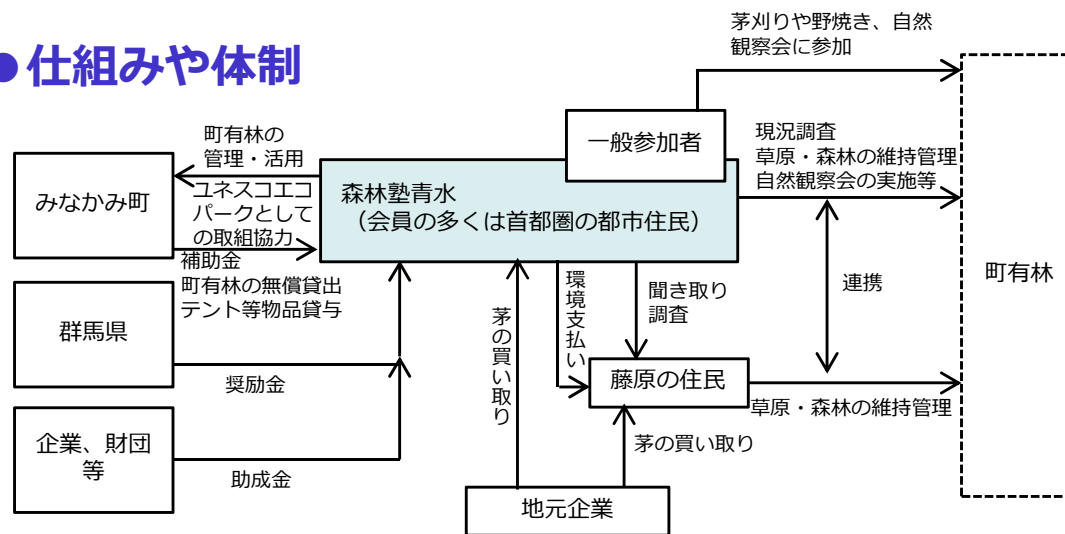 ●仕組みや体制
茅刈りや野焼き、自然
観察会に参加
一般参加者
町有林の
管理・活用
みなかみ町
ユネスコエコ
パークとして
の取組協力
補助金
町有林の無償貸出
テント等物品貸与
森林塾青水
（会員の多くは首都圏の都市住民）
現況調査
草原・森林の維持管理
自然観察会の実施等
町有林
連携
群馬県
奨励金
企業、財団
等
助成金
茅の買い取り
環境支払い
聞き取り
調査
藤原の住民
草原・森林の維持管理
茅の買い取り
地元企業